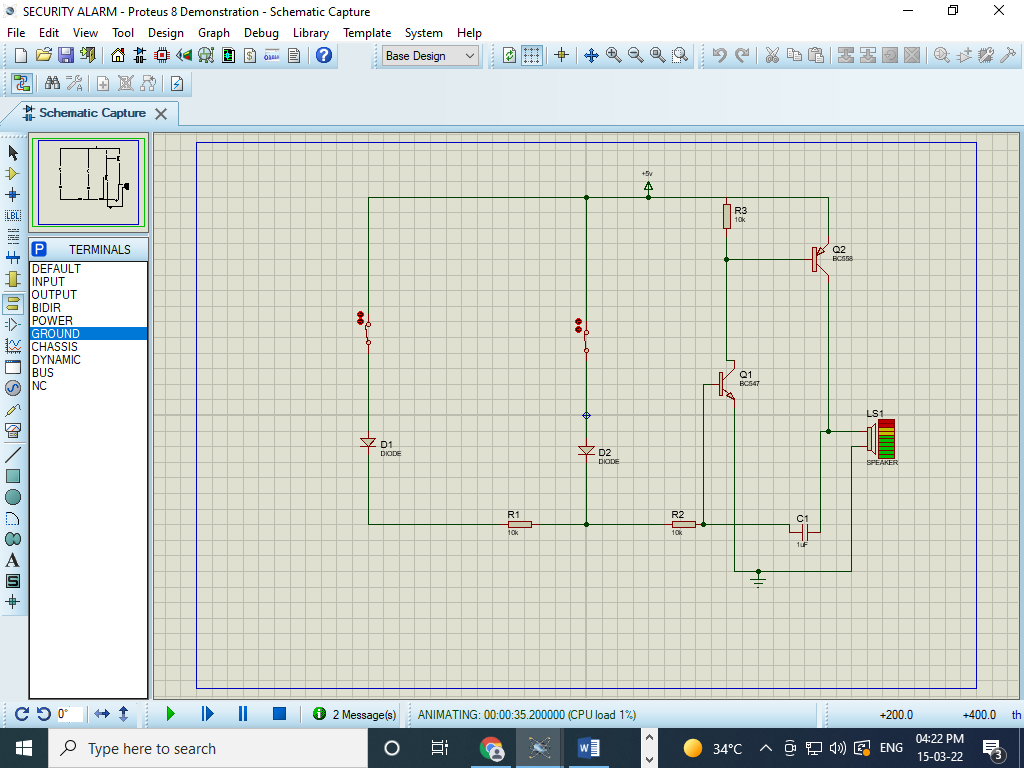 SECURITY ALARM - Proteus 8 Demonstration - Schematic Capture
File Edit View Tool Design Graph Debug Library Template System Help
Base Design
Schematic Capture
P TERMINALS
DEFAULT
INPUT
OUTPUT
BIDIR
POWER
GROUND
CHASSIS
DYNAMIC
BUS
NC
LBL
A
S
+5v
R3
10k
Q2
BC558
Q1
BC547
D1
DIODE
D2
DIODE
LS1
SPEAKER
R1
10k
R2
10k
C1
1uF
0°
2 Message(s)
ANIMATING: 00:00:35.200000 (CPU load 1%)
+200.0 +400.0 th
Type here to search
34°C
ENG
04:22 PM
15-03-22
3